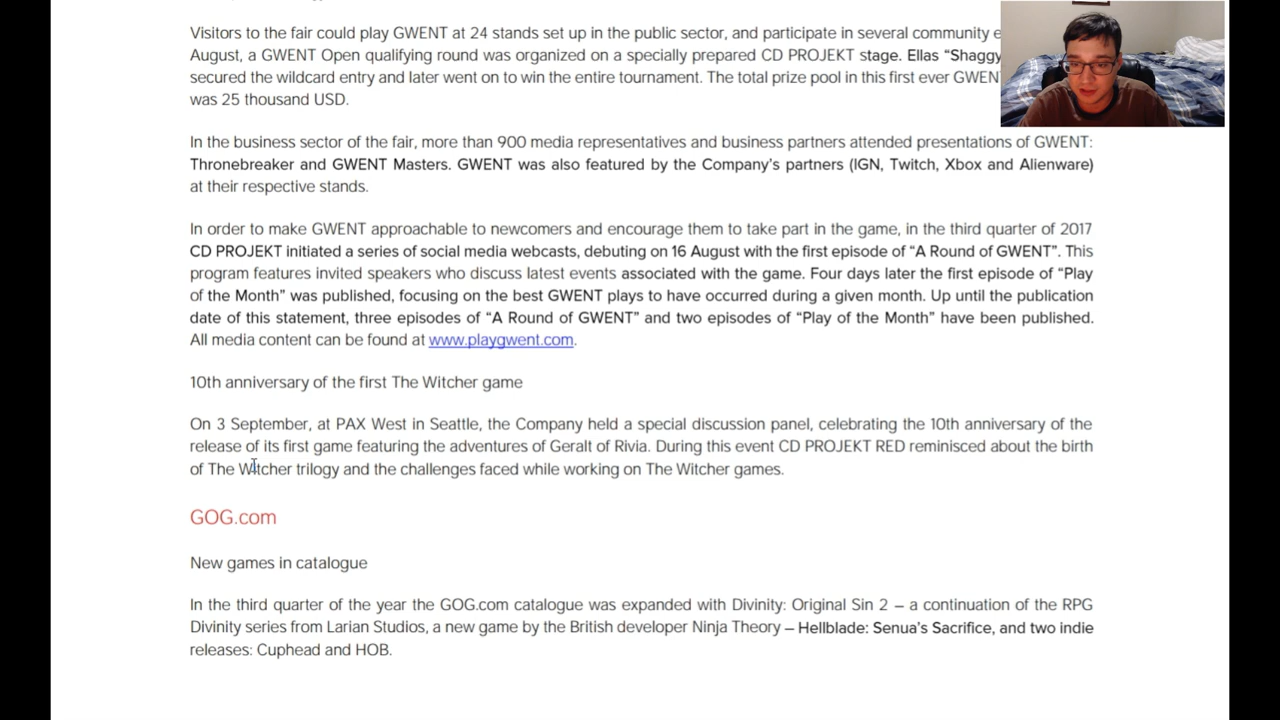 Visitors to the fair could play GWENT at 24 stands set up in the public sector, and participate in several community e
August, a GWENT Open qualifying round was organized on a specially prepared CD PROJEKT stage. Ellas “Shaggy
secured the wildcard entry and later went on to win the entire tournament. The total prize pool in this first ever GWEN
was 25 thousand USD.
In the business sector of the fair, more than 900 media representatives and business partners attended presentations of GWENT:
Thronebreaker and GWENT Masters. GWENT was also featured by the Company’s partners (IGN, Twitch, Xbox and Alienware)
at their respective stands.
In order to make GWENT approachable to newcomers and encourage them to take part in the game, in the third quarter of 2017
CD PROJEKT initiated a series of social media webcasts, debuting on 16 August with the first episode of “A Round of GWENT”. This
program features invited speakers who discuss latest events associated with the game. Four days later the first episode of “Play
of the Month” was published, focusing on the best GWENT plays to have occurred during a given month. Up until the publication
date of this statement, three episodes of “A Round of GWENT” and two episodes of “Play of the Month” have been published.
All media content can be found at www.playgwent.com.
10th anniversary of the first The Witcher game
On 3 September, at PAX West in Seattle, the Company held a special discussion panel, celebrating the 10th anniversary of the
release of its first game featuring the adventures of Geralt of Rivia. During this event CD PROJEKT RED reminisced about the birth
of The Witcher trilogy and the challenges faced while working on The Witcher games.
GOG.com
New games in catalogue
In the third quarter of the year the GOG.com catalogue was expanded with Divinity: Original Sin 2 – a continuation of the RPG
Divinity series from Larian Studios, a new game by the British developer Ninja Theory – Hellblade: Senua’s Sacrifice, and two indie
releases: Cuphead and HOB.